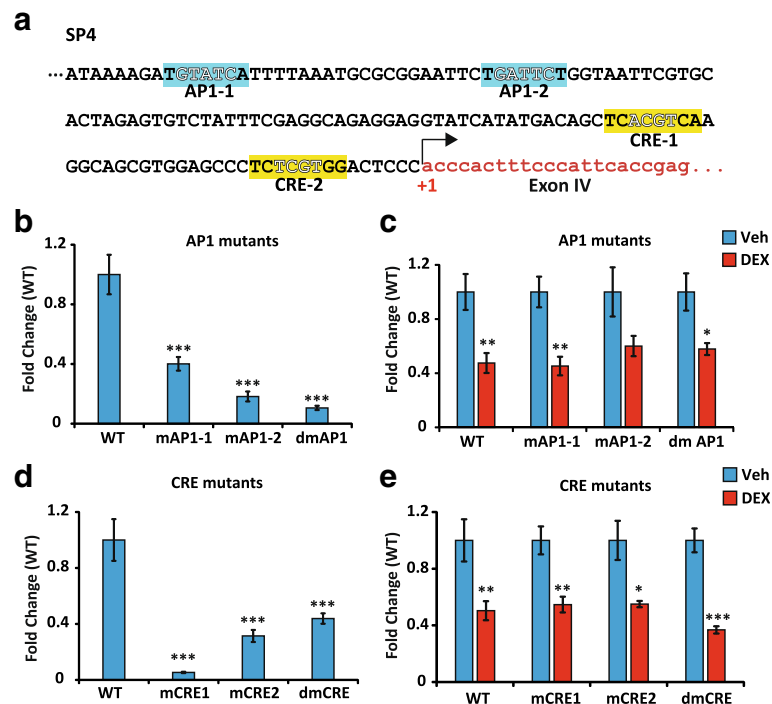 a
SP4
...ATAAAAGATGTATCATTTTAAATGCGCGGAATTCTGATTCTGGTAATTCGTGC
AP1-1 AP1-2
ACTAGAGTGTCTATTTCGAGGCAGAGGAGGTATCATATGACAGCTCACGTCAA
CRE-1
GGCAGCGTGGAGCCCTCTCGTGGACTCCCacccactttcccattcaccgag...
CRE-2 +1 Exon IV
b
AP1 mutants
Fold Change (WT)
1.2
0.8
0.4
0
***
***
***
WT mAP1-1 mAP1-2 dmAP1
c
AP1 mutants
Veh
DEX
Fold Change (WT)
1.2
0.8
0.4
0
** ** *
WT mAP1-1 mAP1-2 dm AP1
d
CRE mutants
Fold Change (WT)
1.2
0.8
0.4
0
***
***
***
WT mCRE1 mCRE2 dmCRE
e
CRE mutants
Veh
DEX
Fold Change (WT)
1.2
0.8
0.4
0
** ** * ***
WT mCRE1 mCRE2 dmCRE